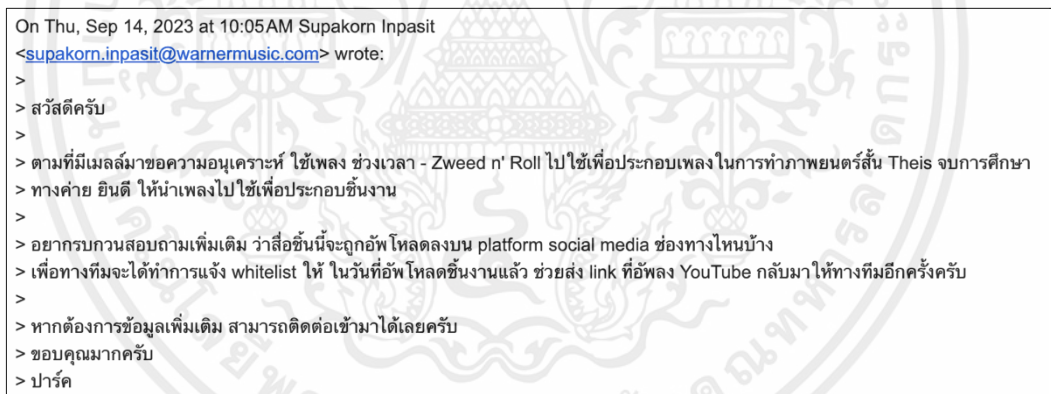 On Thu, Sep 14, 2023 at 10:05 AM Supakorn Inpasit
<supakorn.inpasit@warnermusic.com> wrote:
>
> สวัสดีครับ
>
> ตามที่มีเมลล์มาขอความอนุเคราะห์ ใช้เพลง ช่วงเวลา - Zweed n' Roll ไปใช้เพื่อประกอบเพลงในการทำภาพยนตร์สั้น Theis จบการศึกษา
> ทางค่าย ยินดี ให้นำเพลงไปใช้เพื่อประกอบชิ้นงาน
>
> อยากรบกวนสอบถามเพิ่มเติม ว่าสื่อชิ้นนี้จะถูกอัพโหลดลงบน platform social media ช่องทางไหนบ้าง
> เพื่อทางทีมจะได้ทำการแจ้ง whitelist ให้ ในวันที่อัพโหลดชิ้นงานแล้ว ช่วยส่ง link ที่อัพลง YouTube กลับมาให้ทางทีมอีกครั้งครับ
>
> หากต้องการข้อมูลเพิ่มเติม สามารถติดต่อเข้ามาได้เลยครับ
> ขอบคุณมากครับ
> ปาร์ค